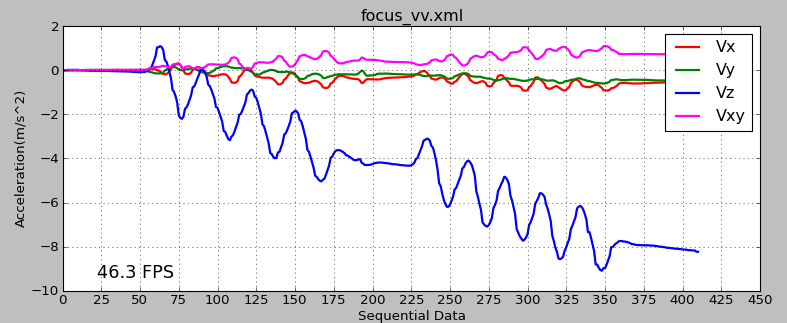 focus_vv.xml
Acceleration(m/s^2)
2
0
−2
−4
−6
−8
−10
Vx
Vy
Vz
Vxy
46.3 FPS
0 25 50 75 100 125 150 175 200 225 250 275 300 325 350 375 400 425 450
Sequential Data